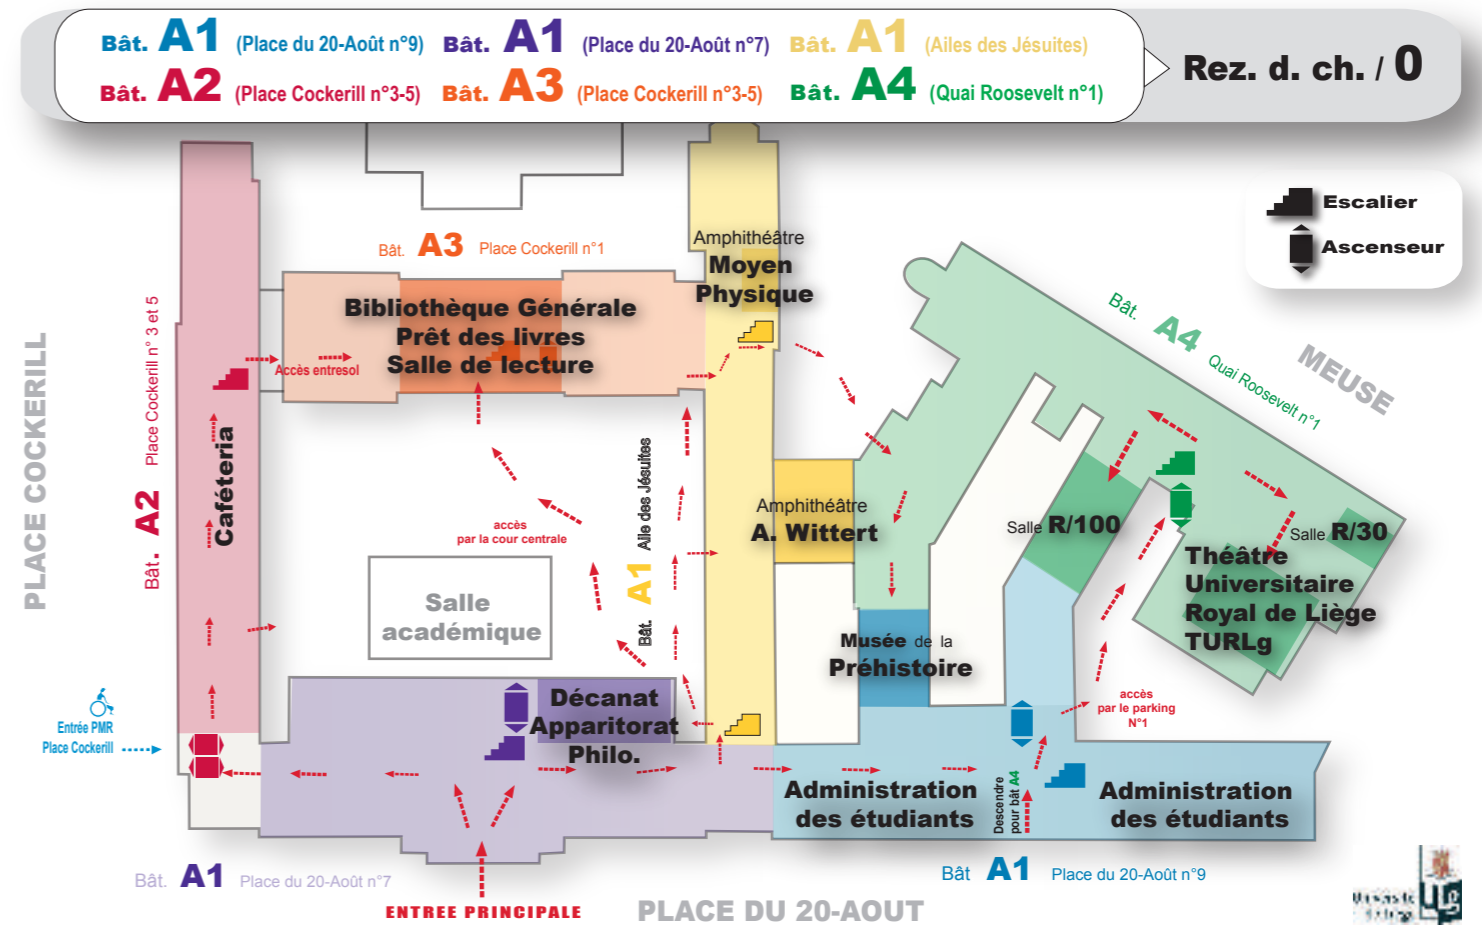 Bât. A1 (Place du 20-Août n°9) Bât. A1 (Place du 20-Août n°7) Bât. A1 (Ailes des Jésuites)
Bât. A2 (Place Cockerill n°3-5) Bât. A3 (Place Cockerill n°3-5) Bât. A4 (Quai Roosevelt n°1)
Rez. d. ch. / 0
Escalier
Ascenseur
Bât. A3 Place Cockerill n°1
Amphithéâtre
Moyen
Physique
Bibliothèque Générale
Prêt des livres
Salle de lecture
Accès entresol
Bât. A4 Quai Roosevelt n°1
MEUSE
PLACE COCKERILL
Bât. A2 Place Cockerill n° 3 et 5
Caféteria
accès
par la cour centrale
Bât. A1 Aile des Jésuites
Amphithéâtre
A. Wittert
Salle R/100
Salle R/30
Théâtre
Universitaire
Royal de Liège
TURLg
Salle
académique
Musée de la
Préhistoire
Décanat
Apparitorat
Philo.
accès
par le parking
N°1
Entrée PMR
Place Cockerill
Administration
des étudiants
Descendre
pour bât A4
Administration
des étudiants
Bât. A1 Place du 20-Août n°7
Bât A1 Place du 20-Août n°9
ENTREE PRINCIPALE
PLACE DU 20-AOUT